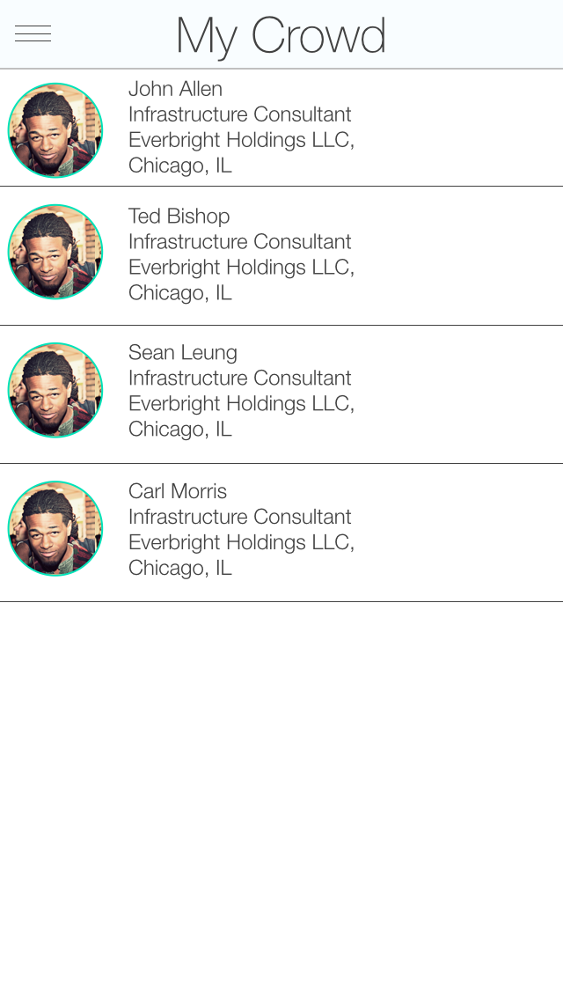 My Crowd
John Allen
Infrastructure Consultant
Everbright Holdings LLC,
Chicago, IL
Ted Bishop
Infrastructure Consultant
Everbright Holdings LLC,
Chicago, IL
Sean Leung
Infrastructure Consultant
Everbright Holdings LLC,
Chicago, IL
Carl Morris
Infrastructure Consultant
Everbright Holdings LLC,
Chicago, IL